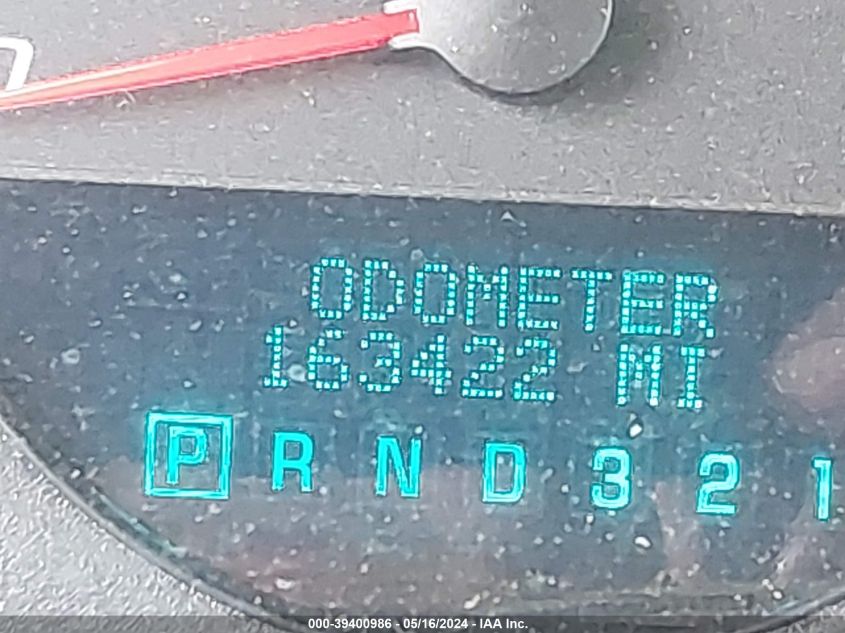 ODOMETER
163422 MI
P R N D 3 2 1
000-39400986 - 05/16/2024 - IAA Inc.